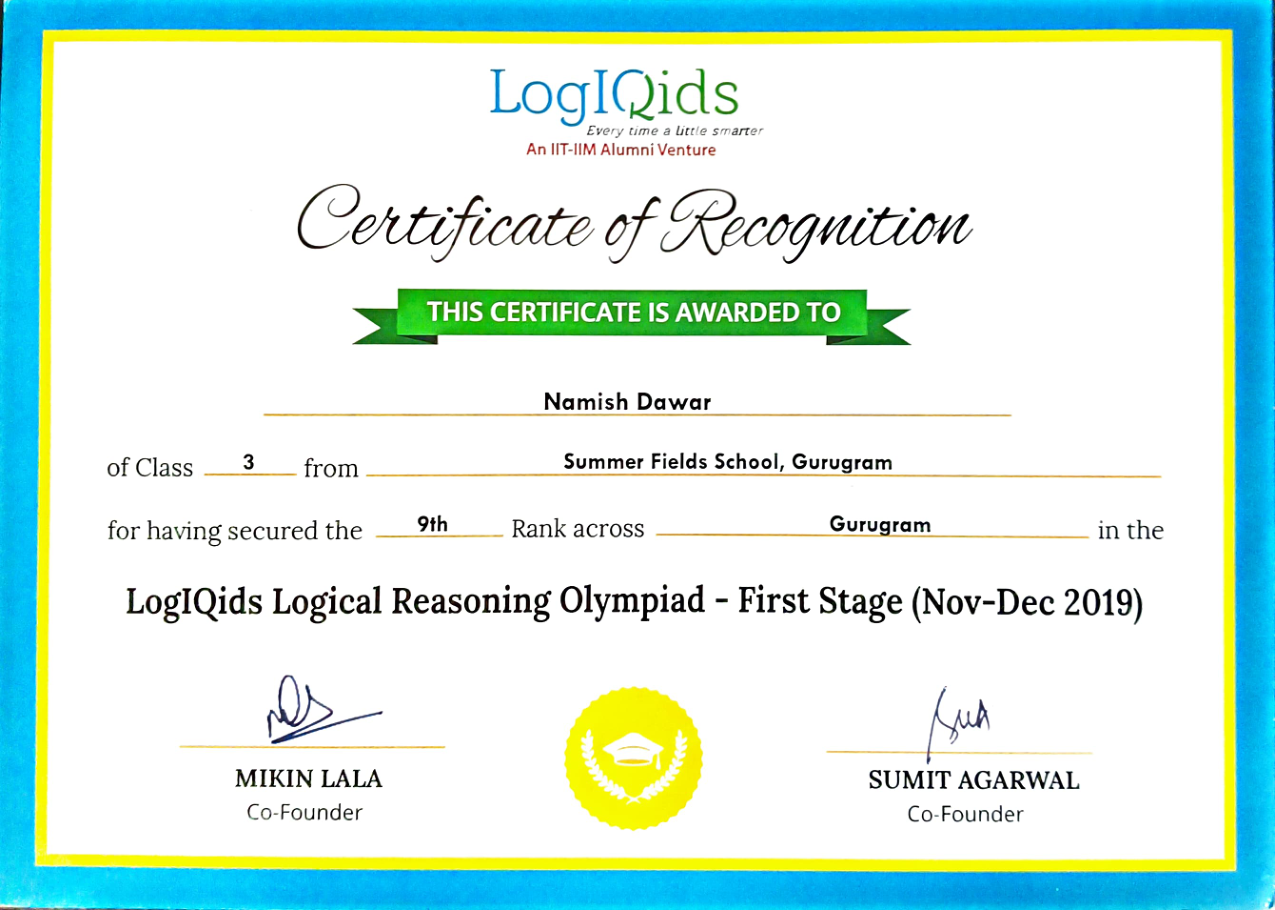 LogIQids
Every time a little smarter
An IIT-IIM Alumni Venture
Certificate of Recognition
THIS CERTIFICATE IS AWARDED TO
Namish Dawar
of Class 3 from Summer Fields School, Gurugram
for having secured the 9th Rank across Gurugram in the
LogIQids Logical Reasoning Olympiad - First Stage (Nov-Dec 2019)
MIKIN LALA SUMIT AGARWAL
Co-Founder Co-Founder